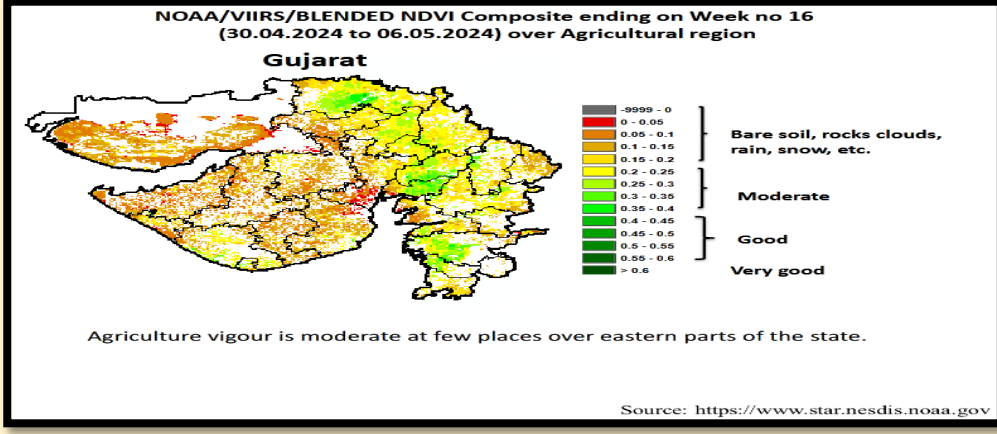 NOAA/VIIRS/BLENDED NDVI Composite ending on Week no 16
(30.04.2024 to 06.05.2024) over Agricultural region
Gujarat
-9999 - 0
0 - 0.05
0.05 - 0.1
0.1 - 0.15
0.15 - 0.2
0.2 - 0.25
0.25 - 0.3
0.3 - 0.35
0.35 - 0.4
0.4 - 0.45
0.45 - 0.5
0.5 - 0.55
0.55 - 0.6
> 0.6
Bare soil, rocks clouds,
rain, snow, etc.
Moderate
Good
Very good
Agriculture vigour is moderate at few places over eastern parts of the state.
Source: https://www.star.nesdis.noaa.gov